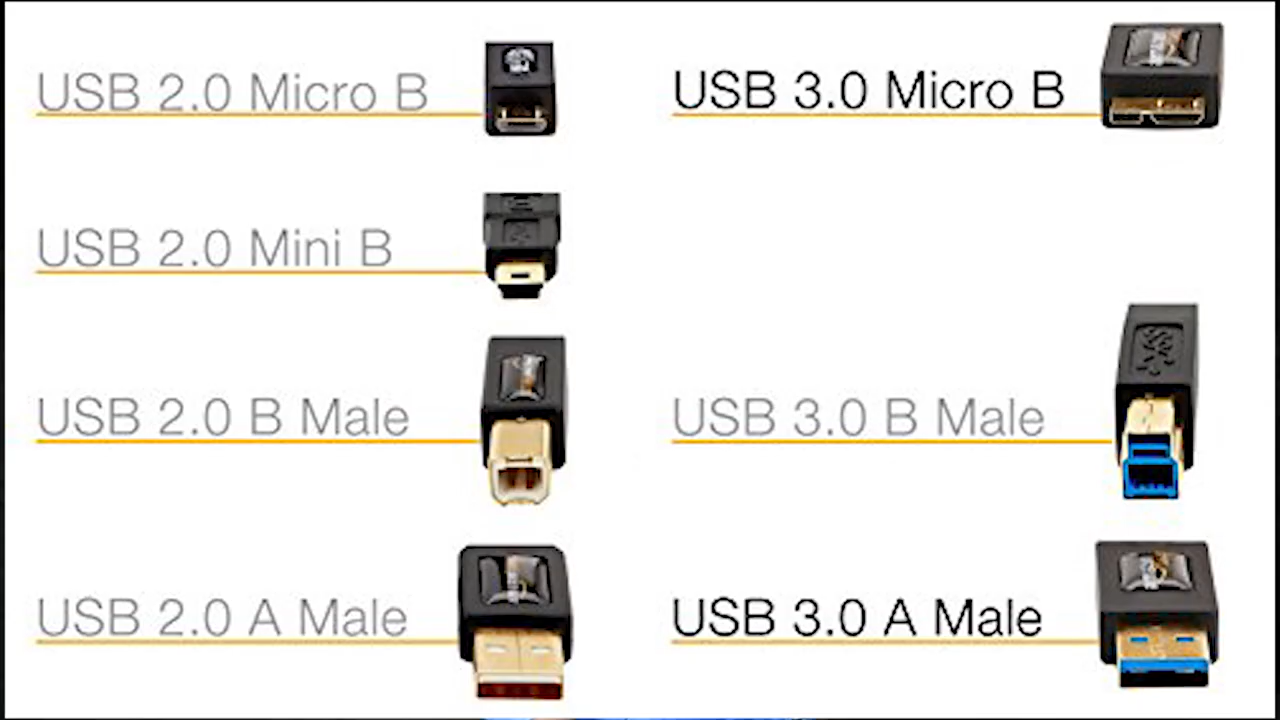 USB 2.0 Micro B
USB 3.0 Micro B
USB 2.0 Mini B
USB 2.0 B Male
USB 3.0 B Male
USB 2.0 A Male
USB 3.0 A Male